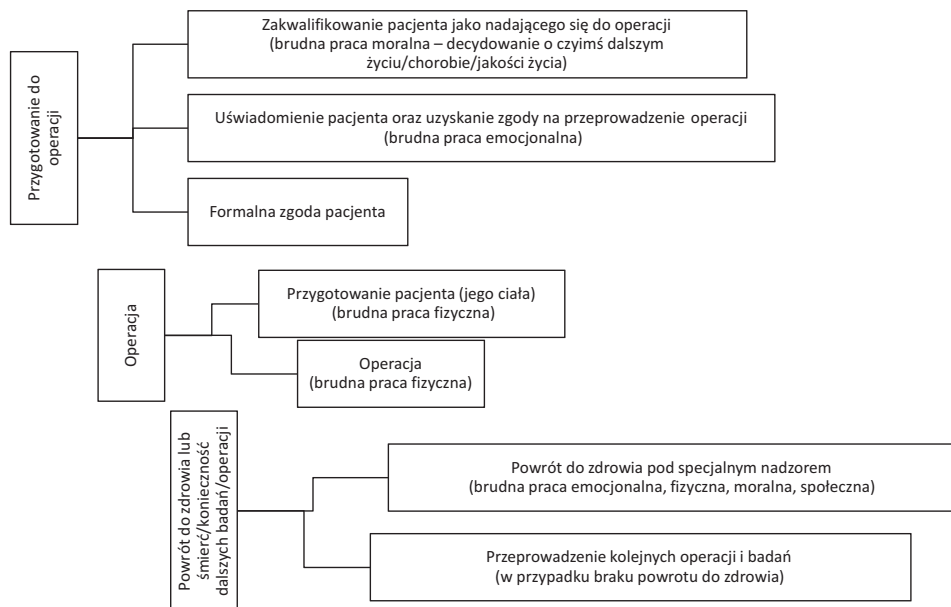 Przygotowanie do
operacji
Zakwalifikowanie pacjenta jako nadającego się do operacji
(brudna praca moralna – decydowanie o czyimś dalszym
życiu/chorobie/jakości życia)
Uświadomienie pacjenta oraz uzyskanie zgody na przeprowadzenie operacji
(brudna praca emocjonalna)
Formalna zgoda pacjenta
Operacja
Przygotowanie pacjenta (jego ciała)
(brudna praca fizyczna)
Operacja
(brudna praca fizyczna)
Powrót do zdrowia lub
śmierć/konieczność
dalszych badań/operacji
Powrót do zdrowia pod specjalnym nadzorem
(brudna praca emocjonalna, fizyczna, moralna, społeczna)
Przeprowadzenie kolejnych operacji i badań
(w przypadku braku powrotu do zdrowia)